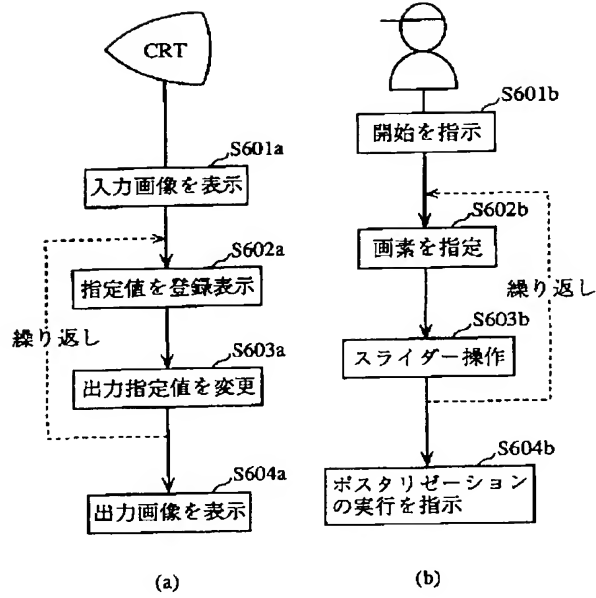 CRT
S601a
入力画像を表示
S602a
指定値を登録表示
繰り返し
S603a
出力指定値を変更
S604a
出力画像を表示
(a)
S601b
開始を指示
S602b
画素を指定
繰り返し
S603b
スライダー操作
S604b
ポスタリゼーション
の実行を指示
(b)